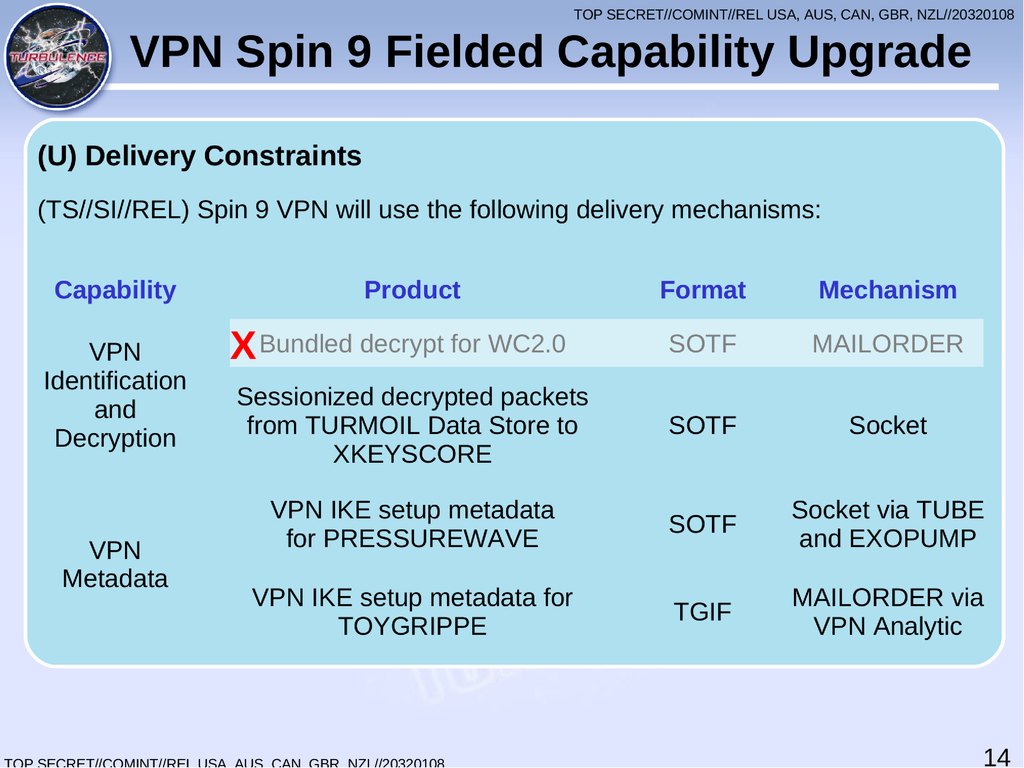 TOP SECRET//COMINT//REL USA, AUS, CAN, GBR, NZL//20320108
TURBULENCE
VPN Spin 9 Fielded Capability Upgrade
(U) Delivery Constraints
(TS//SI//REL) Spin 9 VPN will use the following delivery mechanisms:
Capability Product Format Mechanism
VPN
Identification
and
Decryption
X Bundled decrypt for WC2.0 SOTF MAILORDER
Sessionized decrypted packets
from TURMOIL Data Store to
XKEYSCORE
SOTF
Socket
VPN
Metadata
VPN IKE setup metadata
for PRESSUREWAVE
SOTF
Socket via TUBE
and EXOPUMP
VPN IKE setup metadata for
TOYGRIPPE
TGIF
MAILORDER via
VPN Analytic
TOP SECRET//COMINT//REL USA, AUS, CAN, GBR, NZL//20320108
14